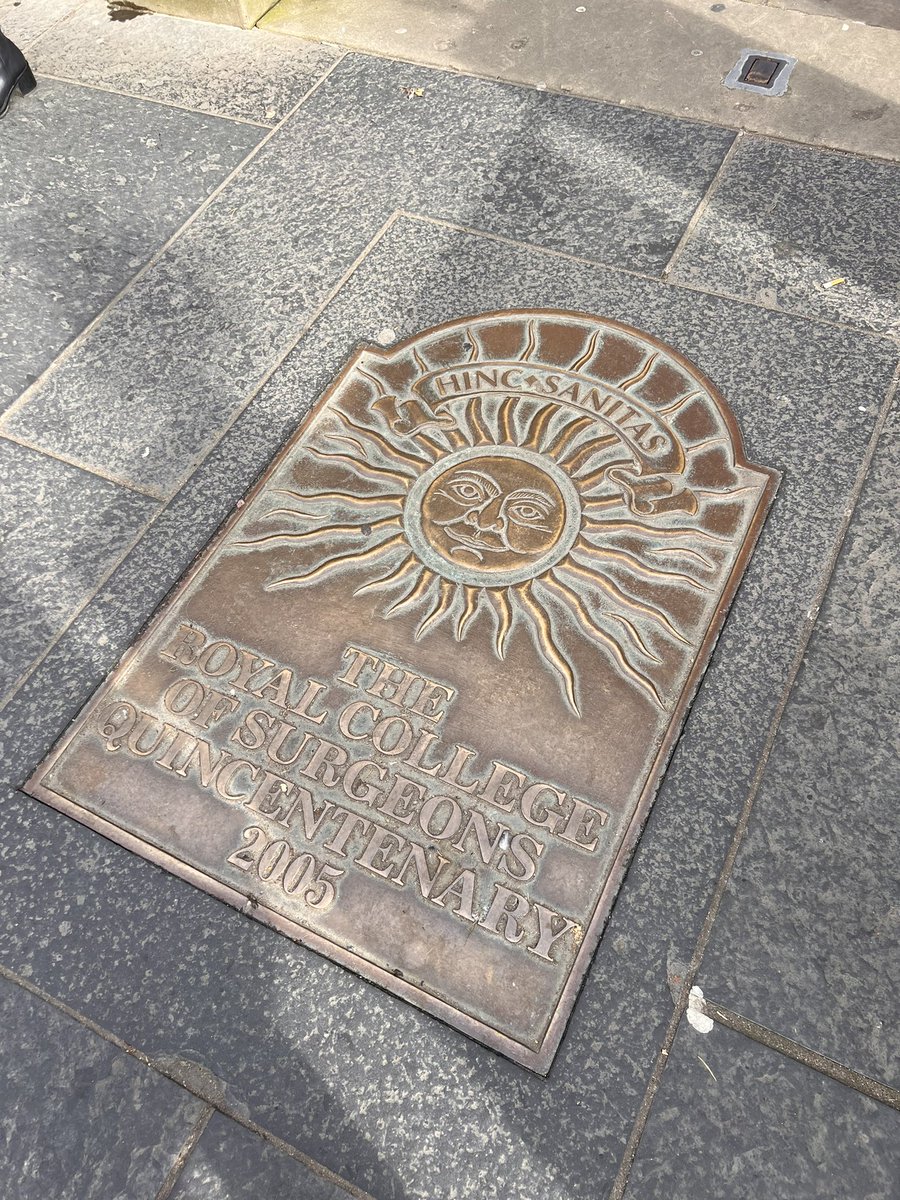 HINC SANITAS
THE
ROYAL COLLEGE
OF SURGEONS
QUINCENTENARY
2005